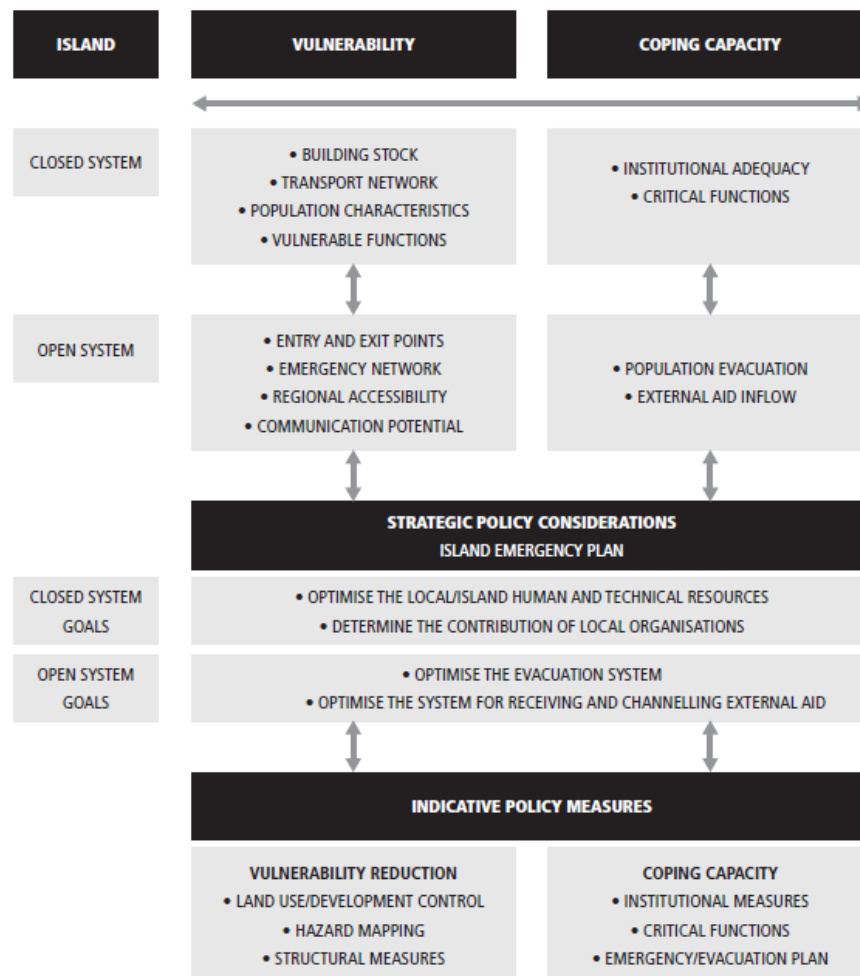 ISLAND
VULNERABILITY
COPING CAPACITY
CLOSED SYSTEM
• BUILDING STOCK
• TRANSPORT NETWORK
• POPULATION CHARACTERISTICS
• VULNERABLE FUNCTIONS
• INSTITUTIONAL ADEQUACY
• CRITICAL FUNCTIONS
OPEN SYSTEM
• ENTRY AND EXIT POINTS
• EMERGENCY NETWORK
• REGIONAL ACCESSIBILITY
• COMMUNICATION POTENTIAL
• POPULATION EVACUATION
• EXTERNAL AID INFLOW
STRATEGIC POLICY CONSIDERATIONS
ISLAND EMERGENCY PLAN
CLOSED SYSTEM
GOALS
• OPTIMISE THE LOCAL/ISLAND HUMAN AND TECHNICAL RESOURCES
• DETERMINE THE CONTRIBUTION OF LOCAL ORGANISATIONS
OPEN SYSTEM
GOALS
• OPTIMISE THE EVACUATION SYSTEM
• OPTIMISE THE SYSTEM FOR RECEIVING AND CHANNELLING EXTERNAL AID
INDICATIVE POLICY MEASURES
VULNERABILITY REDUCTION
• LAND USE/DEVELOPMENT CONTROL
• HAZARD MAPPING
• STRUCTURAL MEASURES
COPING CAPACITY
• INSTITUTIONAL MEASURES
• CRITICAL FUNCTIONS
• EMERGENCY/EVACUATION PLAN